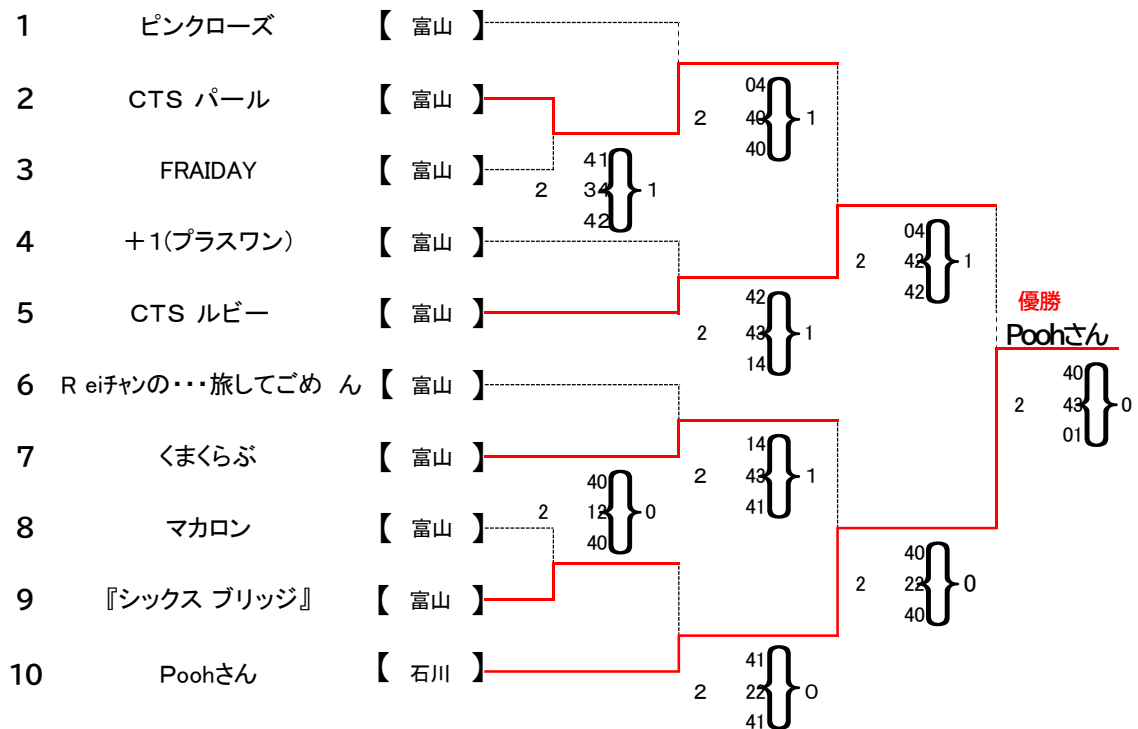 1 ピンクローズ 【 富山 】
04
2 CTS パール 【 富山 】 2 40 1
40
3 FRAIDAY 【 富山 】
41
2 34 1
42
4 +1(プラスワン) 【 富山 】
04
2 42 1
42
5 CTS ルビー 【 富山 】
42
2 43 1
14
優勝
Poohさん
6 R eiチャンの・・・旅してごめ ん 【 富山 】
40
2 43 0
01
7 くまくらぶ 【 富山 】
14
2 43 1
41
8 マカロン 【 富山 】
40
2 12 0
40
9 『シックス ブリッジ』 【 富山 】
40
2 22 0
40
10 Poohさん 【 石川 】
41
2 22 0
41